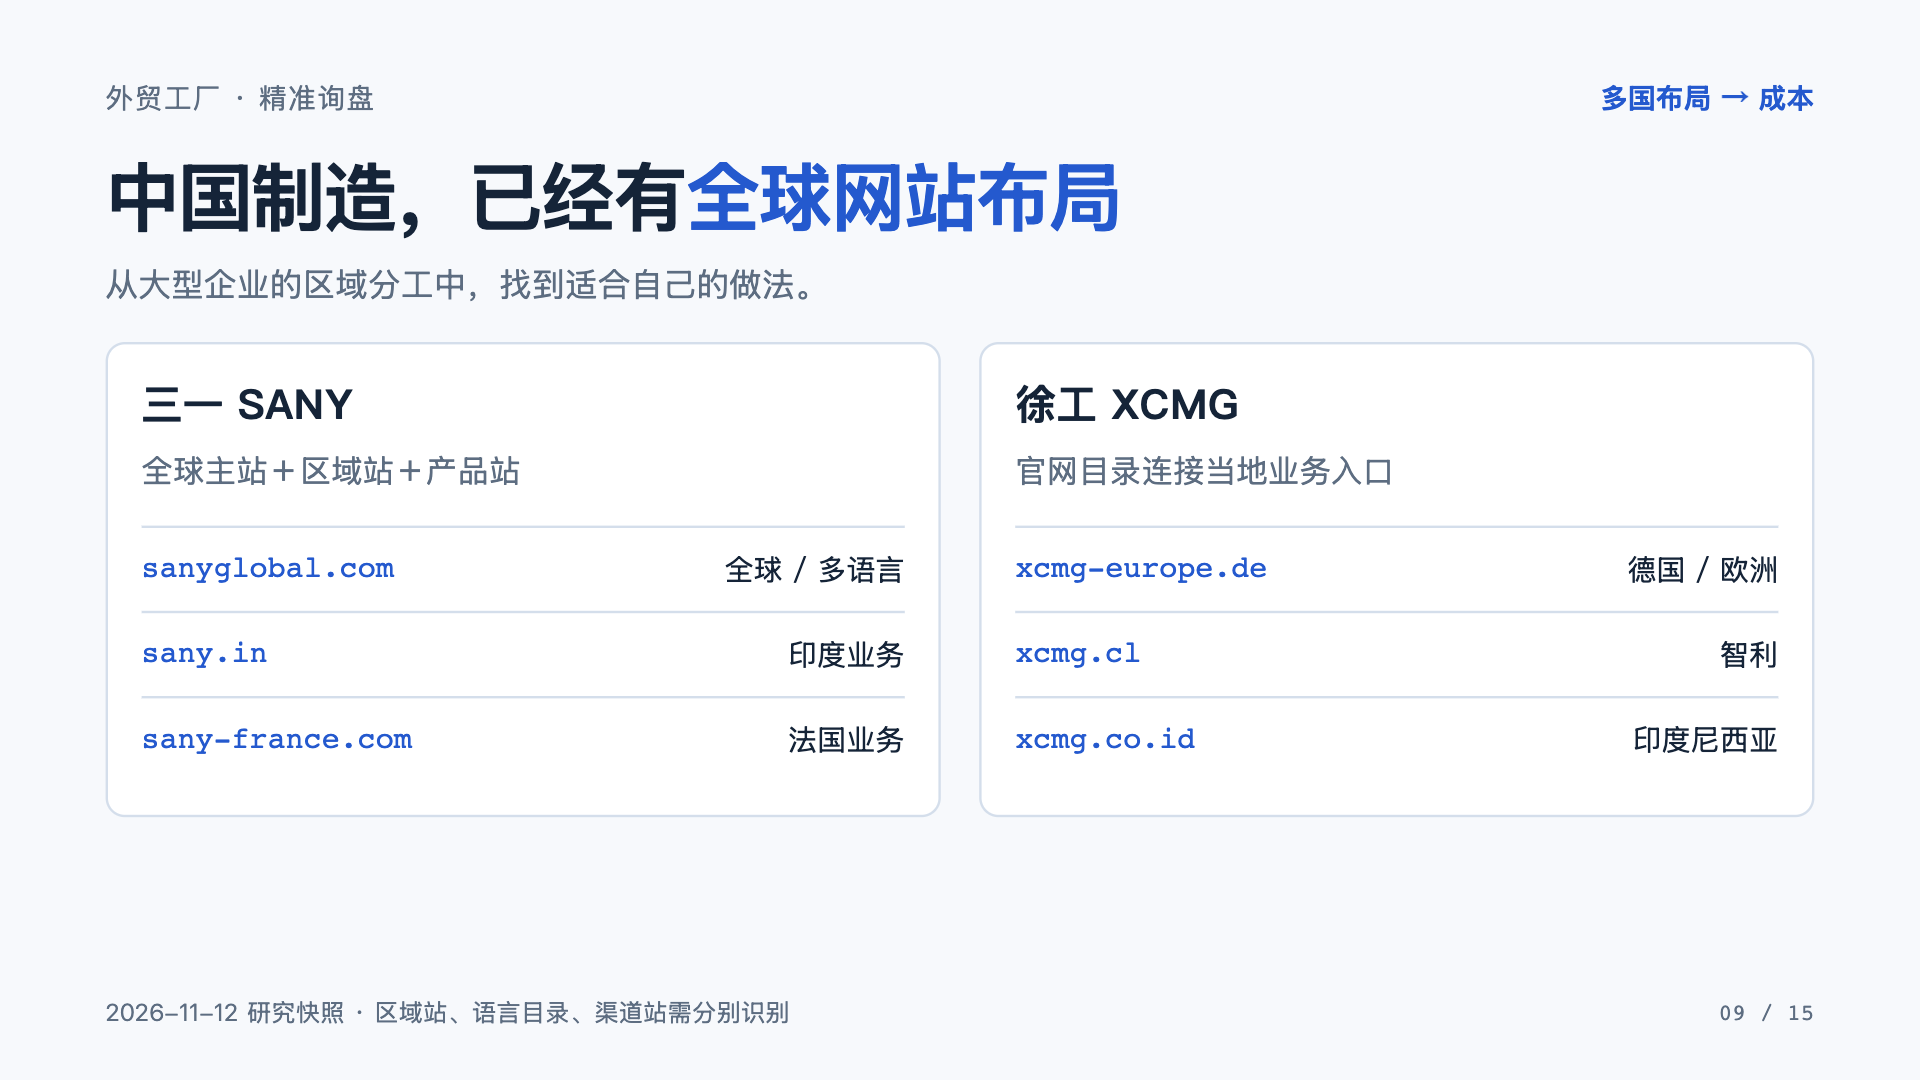 外贸工厂 · 精准询盘
多国布局 → 成本
中国制造，已经有全球网站布局
从大型企业的区域分工中，找到适合自己的做法。
三一 SANY
全球主站＋区域站＋产品站
sanyglobal.com 全球 / 多语言
sany.in 印度业务
sany-france.com 法国业务
徐工 XCMG
官网目录连接当地业务入口
xcmg-europe.de 德国 / 欧洲
xcmg.cl 智利
xcmg.co.id 印度尼西亚
2026–11–12 研究快照 · 区域站、语言目录、渠道站需分别识别
09 / 15